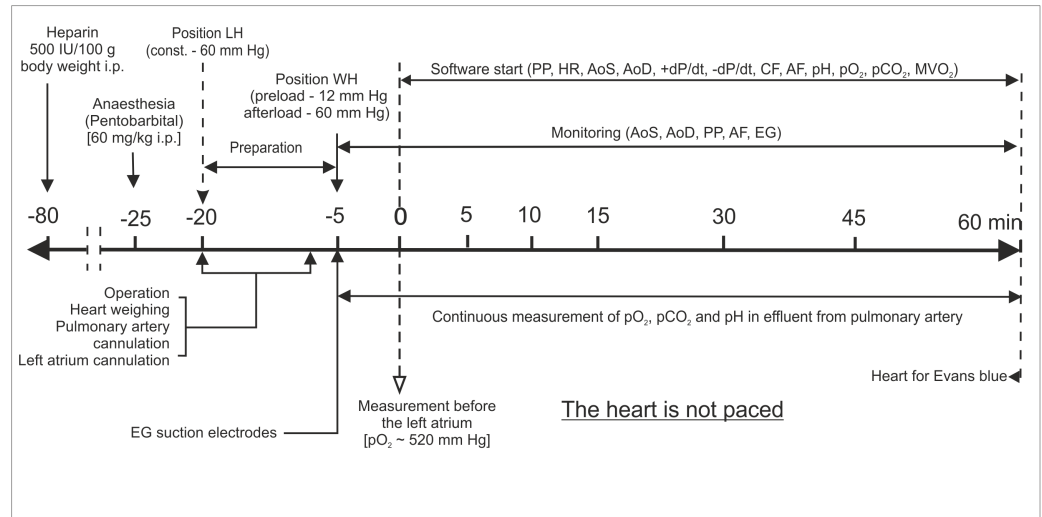 Heparin
500 IU/100 g
body weight i.p.
Position LH
(const. - 60 mm Hg)
Anaesthesia
(Pentobarbital)
[60 mg/kg i.p.]
Position WH
(preload - 12 mm Hg
afterload - 60 mm Hg)
Preparation
Software start (PP, HR, AoS, AoD, +dP/dt, -dP/dt, CF, AF, pH, pO₂, pCO₂, MVO₂)
Monitoring (AoS, AoD, PP, AF, EG)
-80 -25 -20 -5 0 5 10 15 30 45 60 min
Operation
Heart weighing
Pulmonary artery
cannulation
Left atrium cannulation
Continuous measurement of pO₂, pCO₂ and pH in effluent from pulmonary artery
Heart for Evans blue
EG suction electrodes
Measurement before
the left atrium
[pO₂ ~ 520 mm Hg]
The heart is not paced